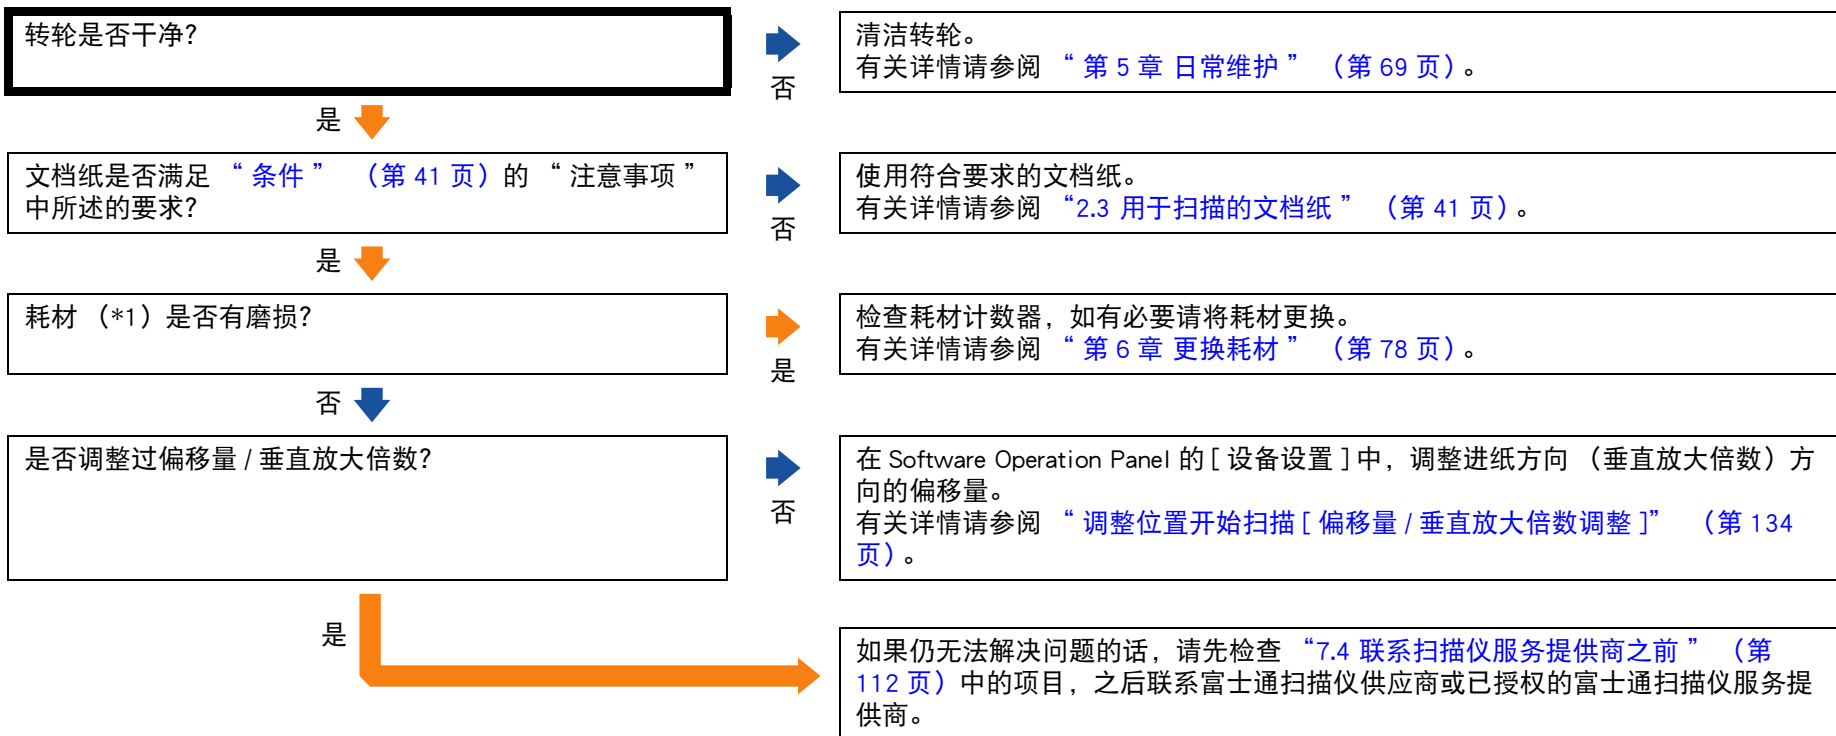 转轮是否干净?
否
清洁转轮。
有关详情请参阅 “ 第 5 章 日常维护 ” （第 69 页）。
是
文档纸是否满足 “ 条件 ” （第 41 页）的 “ 注意事项 ”
中所述的要求?
否
使用符合要求的文档纸。
有关详情请参阅 “2.3 用于扫描的文档纸 ” （第 41 页）。
是
耗材 （*1）是否有磨损?
是
检查耗材计数器，如有必要请将耗材更换。
有关详情请参阅 “ 第 6 章 更换耗材 ” （第 78 页）。
否
是否调整过偏移量 / 垂直放大倍数?
否
在 Software Operation Panel 的 [ 设备设置 ] 中，调整进纸方向 （垂直放大倍数）方
向的偏移量。
有关详情请参阅 “ 调整位置开始扫描 [ 偏移量 / 垂直放大倍数调整 ]” （第 134
页）。
是
如果仍无法解决问题的话，请先检查 “7.4 联系扫描仪服务提供商之前 ” （第
112 页）中的项目，之后联系富士通扫描仪供应商或已授权的富士通扫描仪服务提
供商。